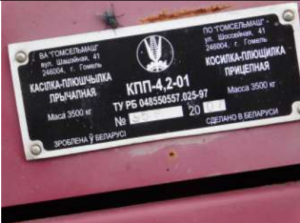 ВА "ГОМСЕЛЬМАШ"
вул. Шашэйная, 41
246004, г. Гомель
КАСІЛКА-ПЛЮШЧЫЛКА
ПРЫЧАПНАЯ
Маса 3500 кг
ЗРОБЛЕНА Ў БЕЛАРУСІ
КПП-4,2-01
ТУ РБ 048550557.025-97
№ 20
ПО "ГОМСЕЛЬМАШ"
ул. Шоссейная, 41
246004, г. Гомель
КОСИЛКА-ПЛЮЩИЛКА
ПРИЦЕПНАЯ
Масса 3500 кг
СДЕЛАНО В БЕЛАРУСИ